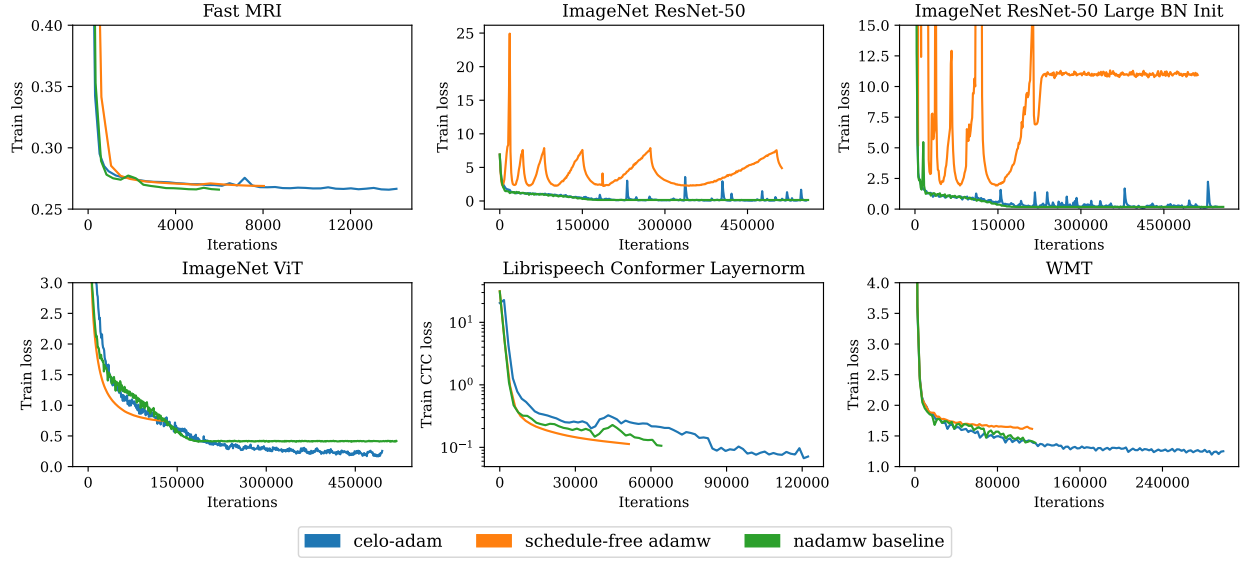 Fast MRI
0.40
0.35
0.30
0.25
Train loss
0
4000
8000
12000
Iterations
ImageNet ResNet-50
25
20
15
10
5
0
Train loss
0
150000
300000
450000
Iterations
ImageNet ResNet-50 Large BN Init
15.0
12.5
10.0
7.5
5.0
2.5
0.0
Train loss
0
150000
300000
450000
Iterations
ImageNet ViT
3.0
2.5
2.0
1.5
1.0
0.5
0.0
Train loss
0
150000
300000
450000
Iterations
Librispeech Conformer Layernorm
10¹
10⁰
10⁻¹
Train CTC loss
0
30000
60000
90000
120000
Iterations
WMT
4.0
3.5
3.0
2.5
2.0
1.5
1.0
Train loss
0
80000
160000
240000
Iterations
celo-adam
schedule-free adamw
nadamw baseline